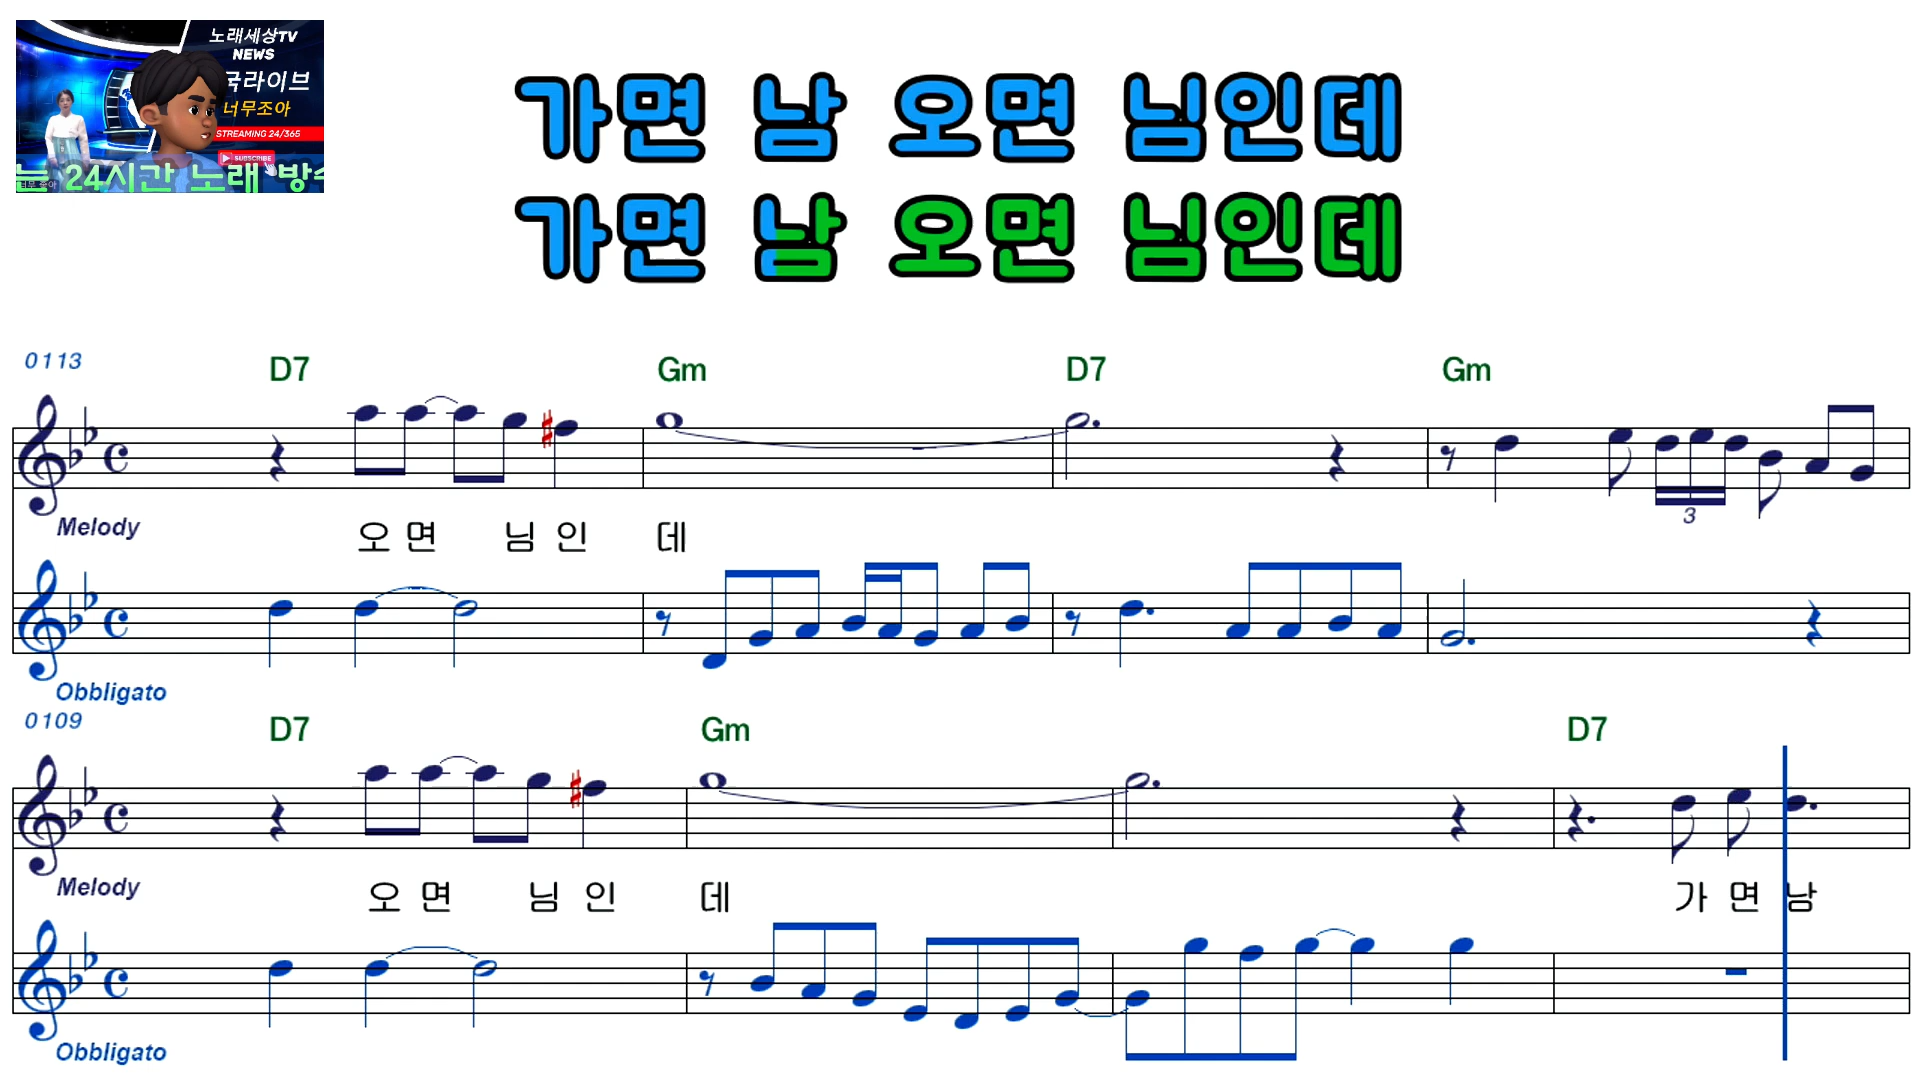 노래세상TV
NEWS
국라이브
너무조아
STREAMING 24/365
SUBSCRIBE
는 24시간 노래 방송
가면 남 오면 님인데
가면 남 오면 님인데
0113
D7 Gm D7 Gm
3
Melody
오 면 님 인 데
Obbligato
0109
D7 Gm D7
Melody
오 면 님 인 데 가 면 남
Obbligato